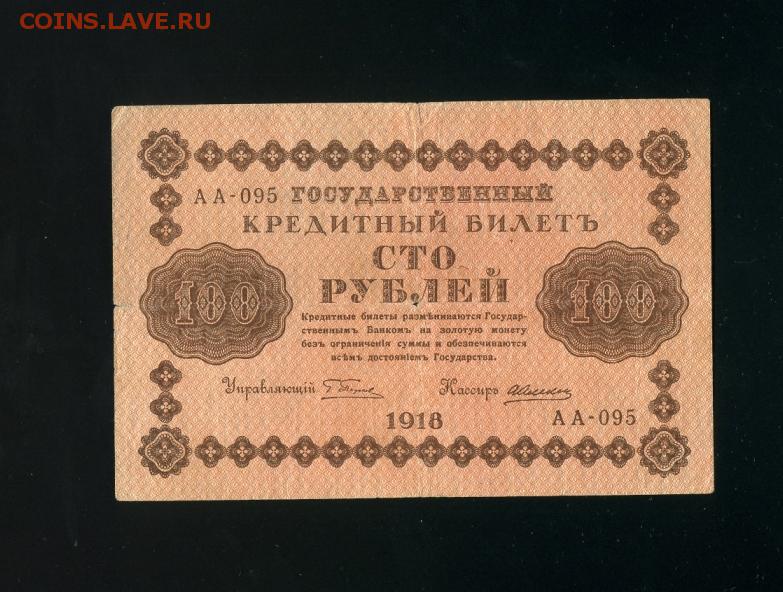 COINS.LAVE.RU
АА-095 ГОСУДАРСТВЕННЫЙ
КРЕДИТНЫЙ БИЛЕТЪ
СТО
РУБЛЕЙ
100
100
Кредитные билеты размѣниваются Государ-
ственнымъ Банкомъ на золотую монету
безъ ограниченія суммы и обезпечиваются
всѣмъ достояніемъ Государства.
Управляющій
Кассиръ
1918
АА-095